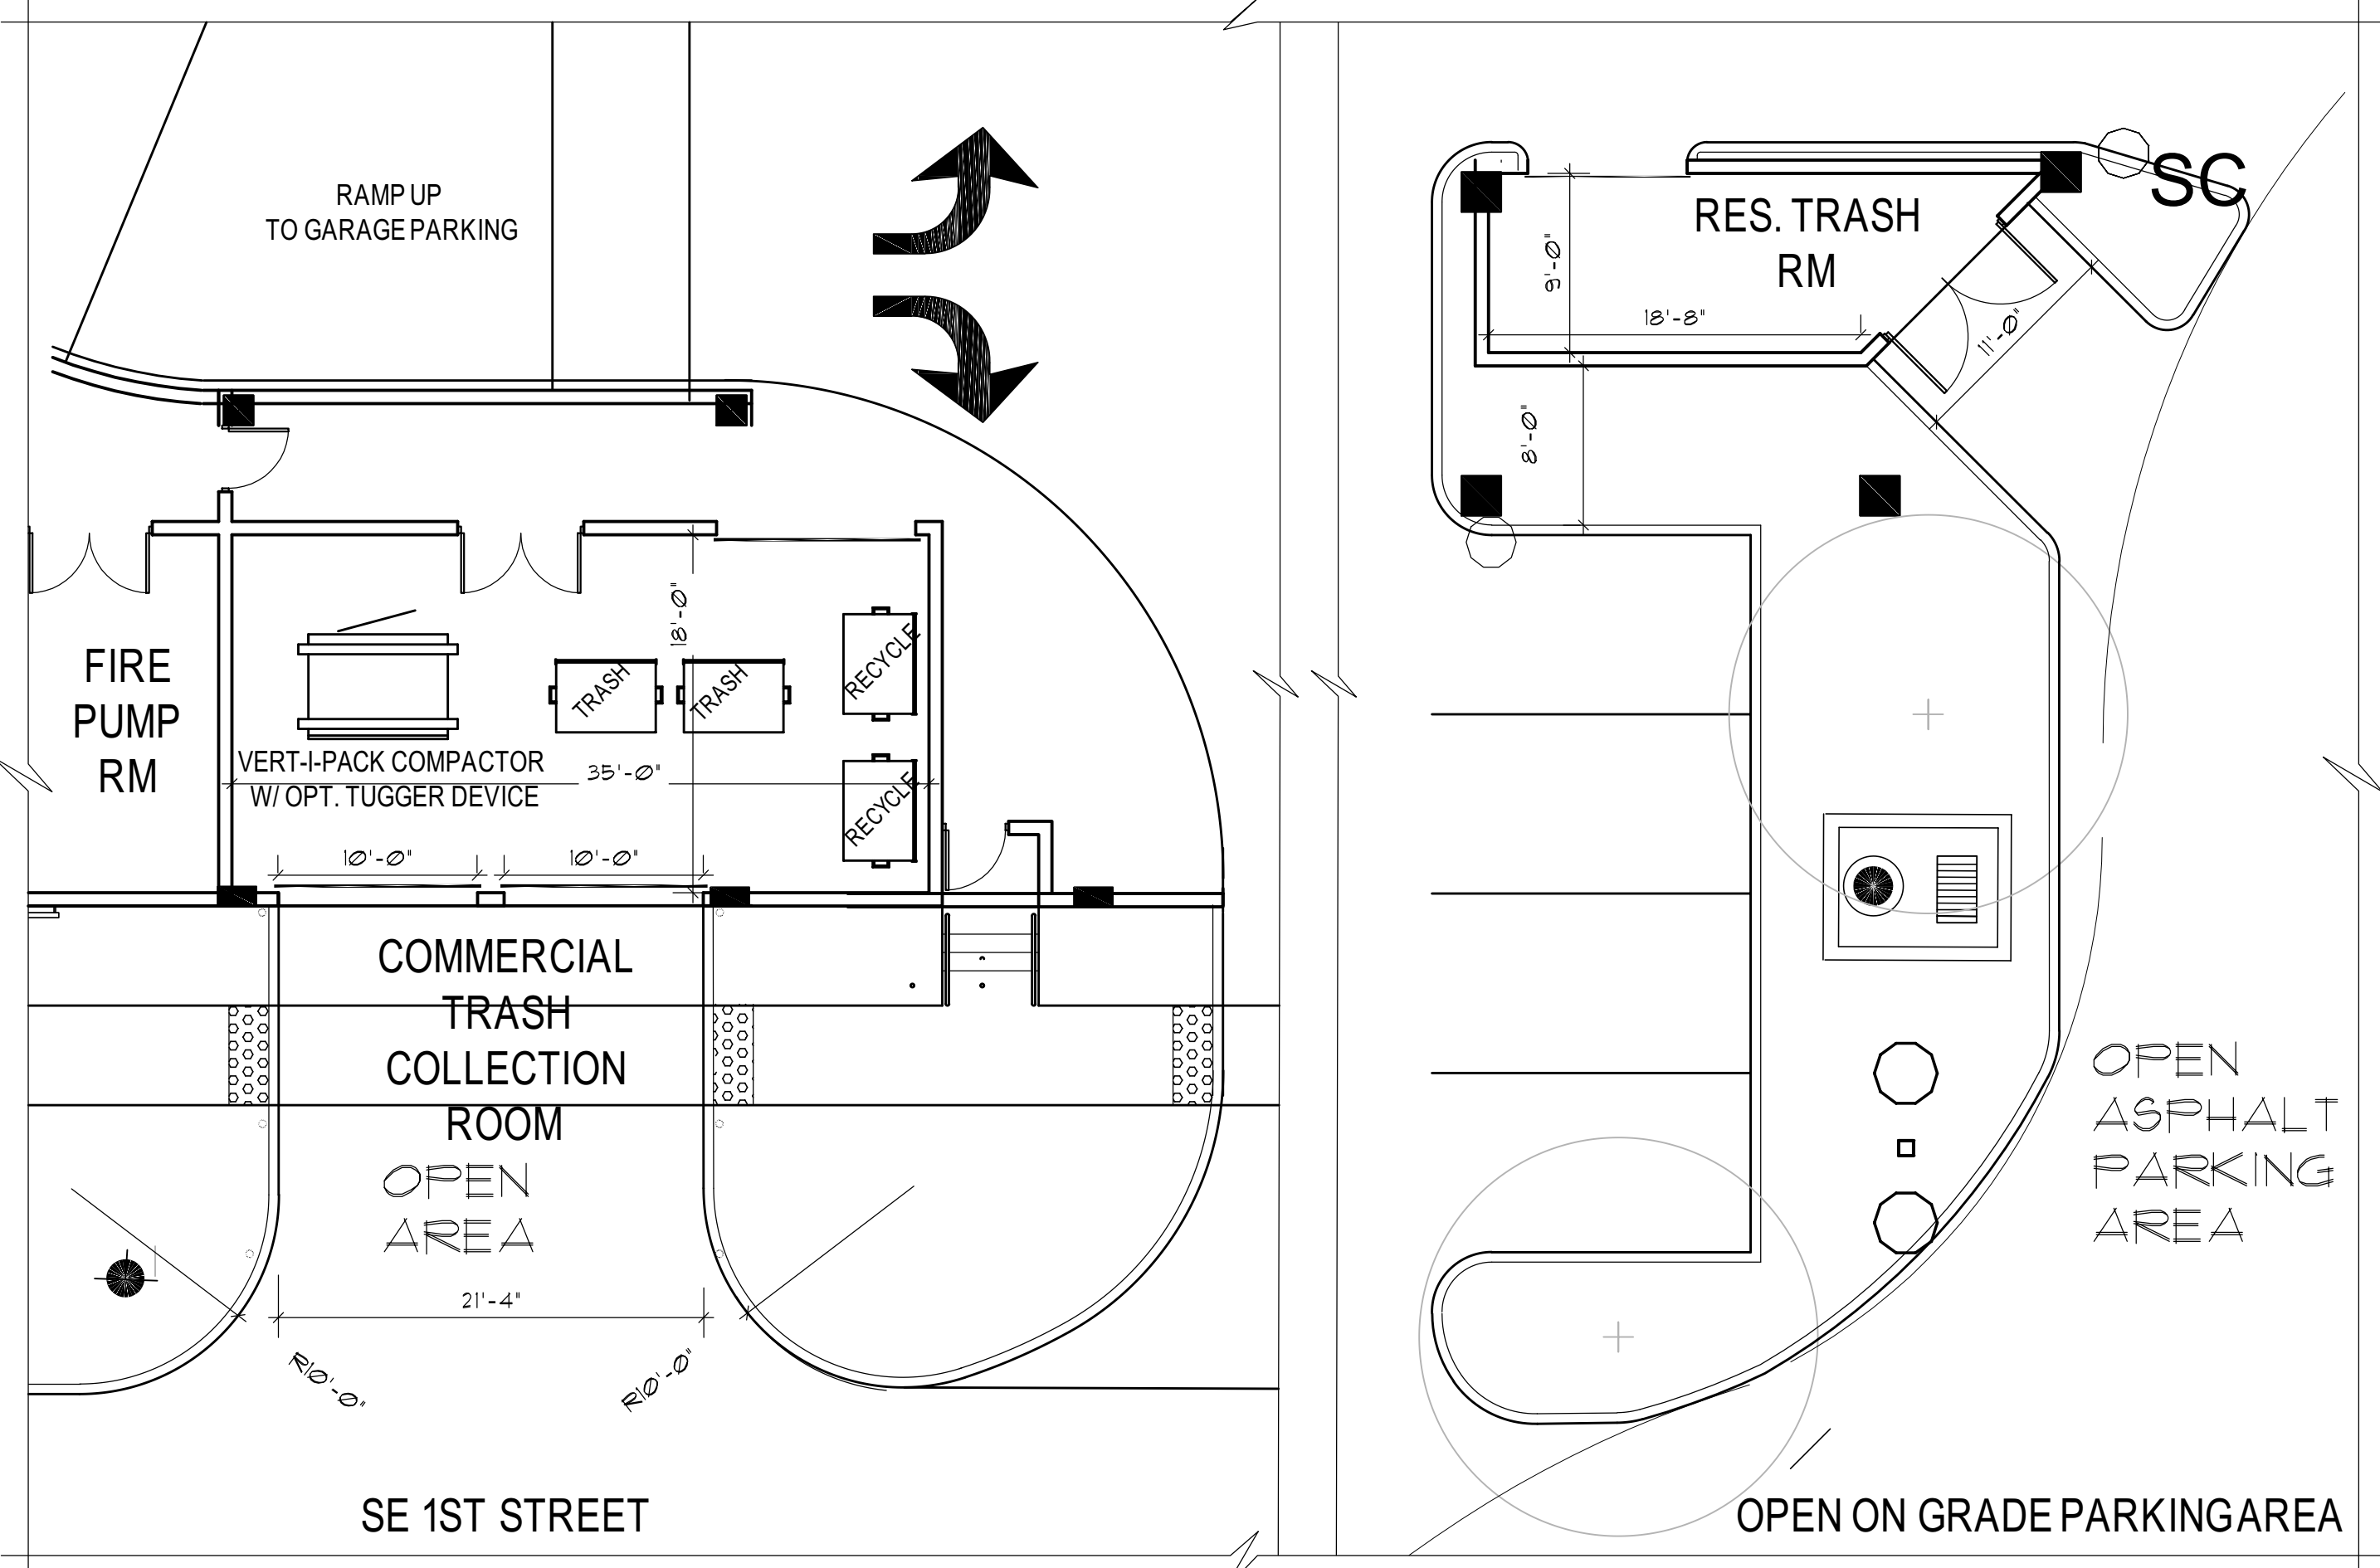 RAMP UP
TO GARAGE PARKING
FIRE
PUMP
RM
TRASH
TRASH
RECYCLE
RECYCLE
18'-0"
VERT-I-PACK COMPACTOR
W/ OPT. TUGGER DEVICE
35'-0"
10'-0"
10'-0"
COMMERCIAL
TRASH
COLLECTION
ROOM
OPEN
AREA
21'-4"
R10'-0"
R10'-0"
SE 1ST STREET
SC
RES. TRASH
RM
9'-0"
18'-8"
11'-0"
8'-0"
OPEN
ASPHALT
PARKING
AREA
OPEN ON GRADE PARKING AREA